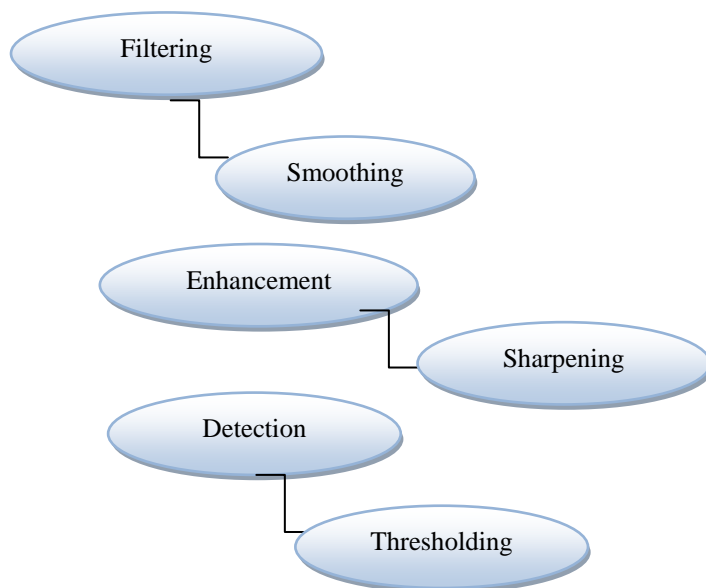 Filtering
Smoothing
Enhancement
Sharpening
Detection
Thresholding